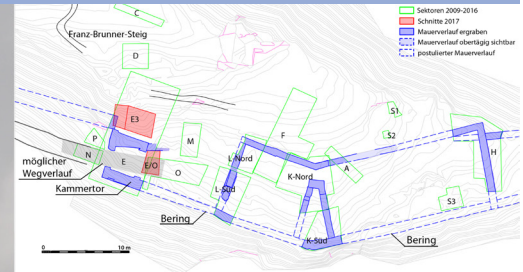 C
Sektoren 2009-2016
Schnitte 2017
Mauerverlauf ergraben
Mauerverlauf obertägig sichtbar
postulierter Mauerverlauf
Franz-Brunner-Steig
D
E3
S1
S2
F
P
M
N
E
E/O
O
L-Nord
K-Nord
A
H
möglicher
Wegverlauf
Kammertor
L-Süd
S3
Bering
K-Süd
Bering
0
10 m